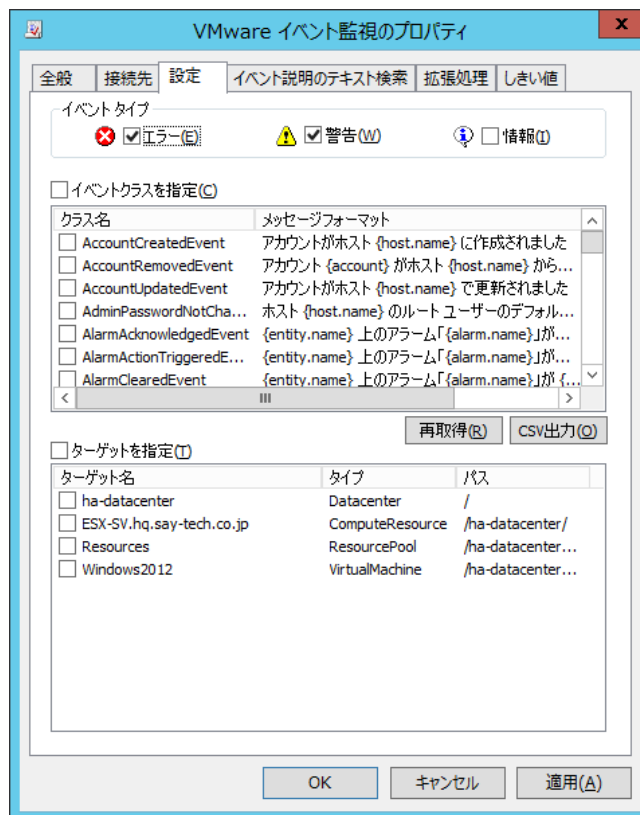 VMware イベント監視のプロパティ
x
全般 接続先 設定 イベント説明のテキスト検索 拡張処理 しきい値
イベント タイプ
エラー(E) 警告(W) 情報(I)
イベントクラスを指定(C)
クラス名 メッセージフォーマット
AccountCreatedEvent アカウントがホスト {host.name} に作成されました
AccountRemovedEvent アカウント {account} がホスト {host.name} から...
AccountUpdatedEvent アカウントがホスト {host.name} で更新されました
AdminPasswordNotCha... ホスト {host.name} のルート ユーザーのデフォル...
AlarmAcknowledgedEvent {entity.name} 上のアラーム「{alarm.name}」が...
AlarmActionTriggeredE... {entity.name} 上のアラーム「{alarm.name}」が...
AlarmClearedEvent {entity.name} 上のアラーム「{alarm.name}」が {...
再取得(R) CSV出力(O)
ターゲットを指定(T)
ターゲット名 タイプ パス
ha-datacenter Datacenter /
ESX-SV.hq.say-tech.co.jp ComputeResource /ha-datacenter/
Resources ResourcePool /ha-datacenter...
Windows2012 VirtualMachine /ha-datacenter...
OK キャンセル 適用(A)